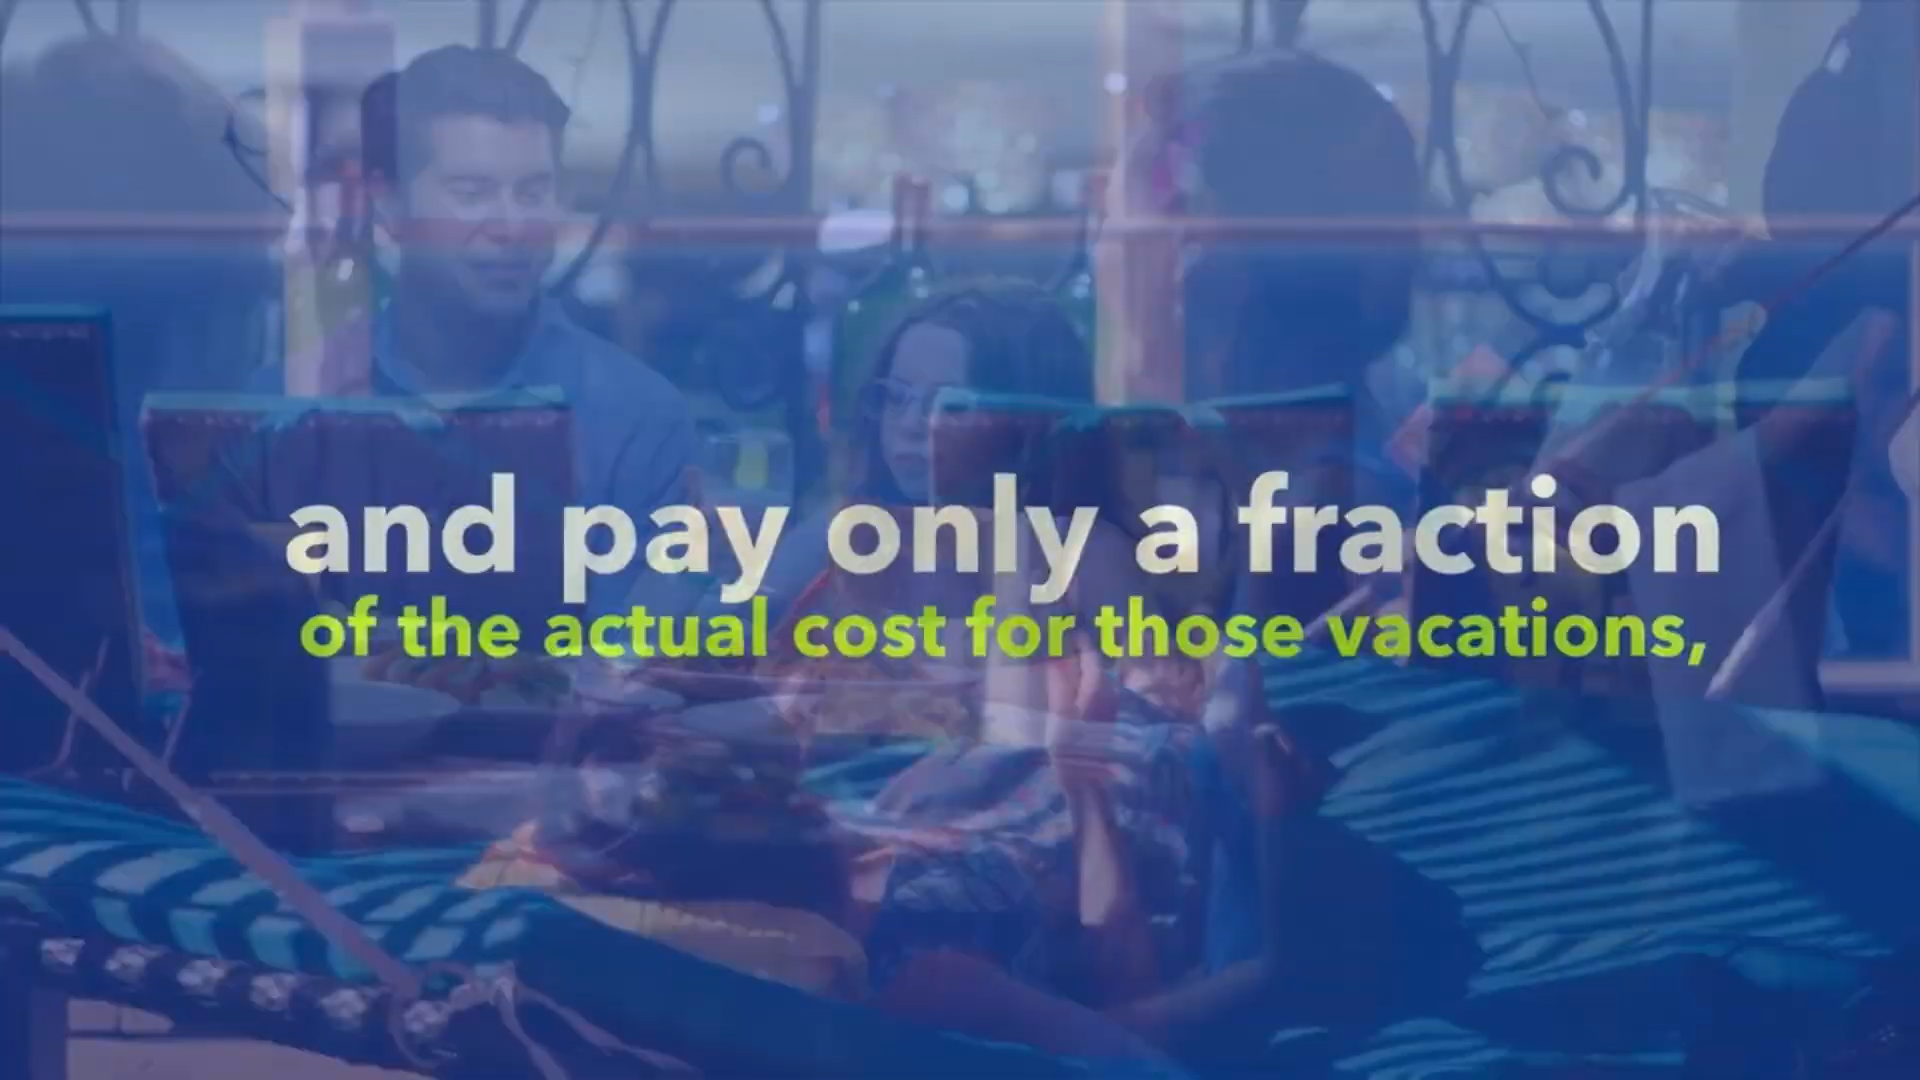 and pay only a fraction
of the actual cost for those vacations,